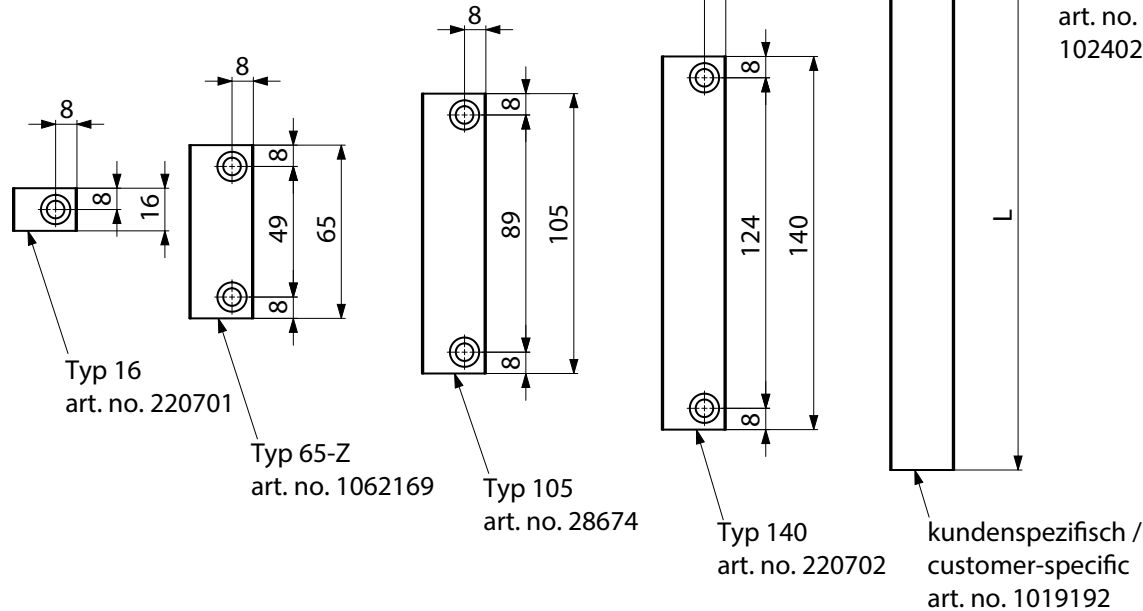 art. no.
102402
8
8
16
8
Typ 16
art. no. 220701
8
8
49
65
8
Typ 65-Z
art. no. 1062169
8
8
89
105
8
Typ 105
art. no. 28674
8
124
140
8
Typ 140
art. no. 220702
L
kundenspezifisch /
customer-specific
art. no. 1019192